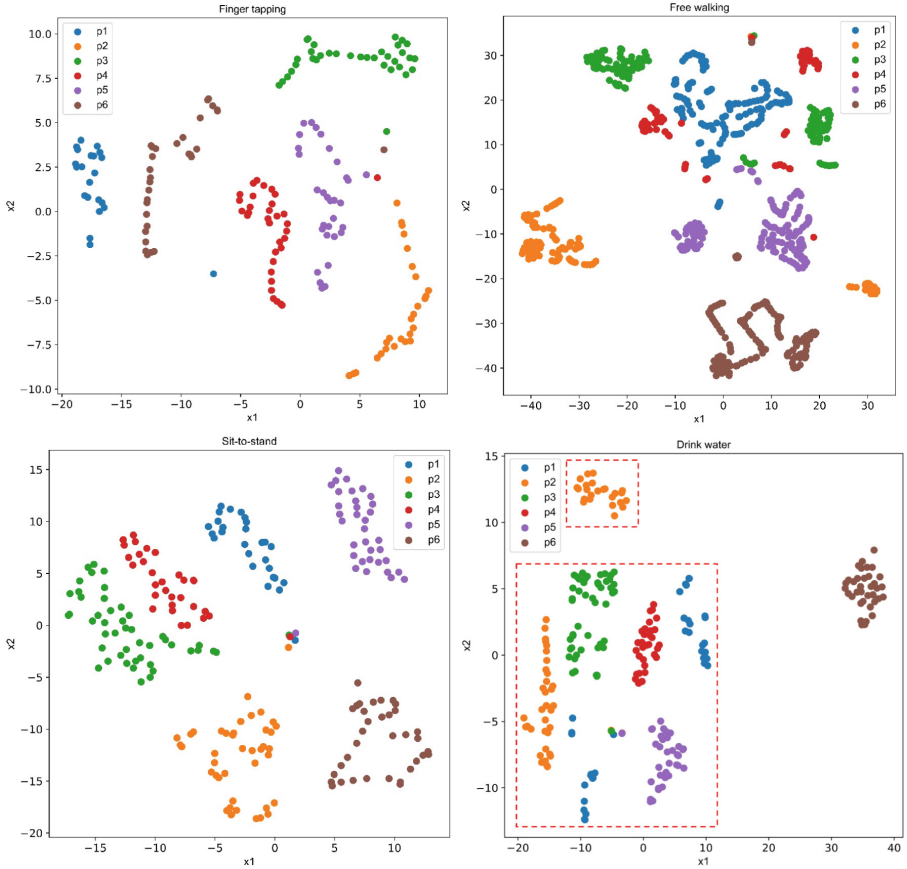 Finger tapping
p1
p2
p3
p4
p5
p6
10.0
7.5
5.0
2.5
0.0
−2.5
−5.0
−7.5
−10.0
x2
−20
−15
−10
−5
0
5
10
x1
Free walking
p1
p2
p3
p4
p5
p6
30
20
10
0
−10
−20
−30
−40
x2
−40
−30
−20
−10
0
10
20
30
x1
Sit-to-stand
p1
p2
p3
p4
p5
p6
15
10
5
0
−5
−10
−15
−20
x2
−15
−10
−5
0
5
10
x1
Drink water
p1
p2
p3
p4
p5
p6
15
10
5
0
−5
−10
x2
−20
−10
0
10
20
30
40
x1